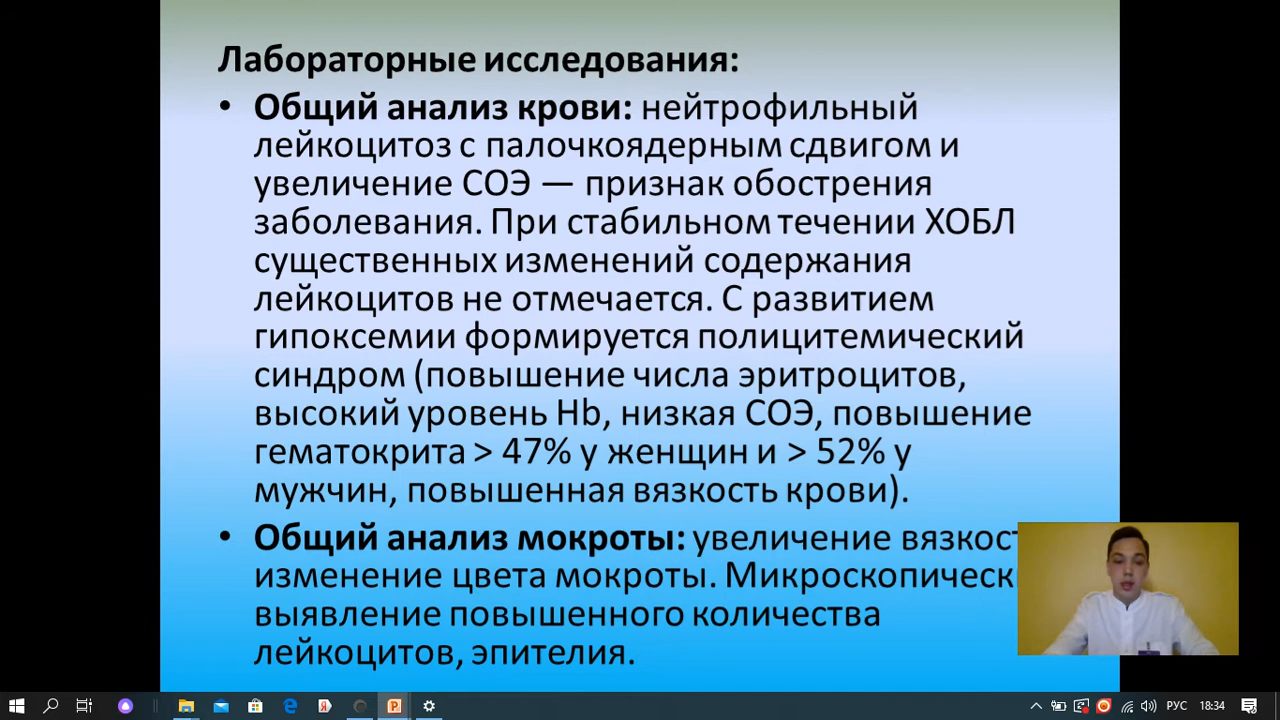 Лабораторные исследования:
• Общий анализ крови: нейтрофильный
лейкоцитоз с палочкоядерным сдвигом и
увеличение СОЭ — признак обострения
заболевания. При стабильном течении ХОБЛ
существенных изменений содержания
лейкоцитов не отмечается. С развитием
гипоксемии формируется полицитемический
синдром (повышение числа эритроцитов,
высокий уровень Hb, низкая СОЭ, повышение
гематокрита > 47% у женщин и > 52% у
мужчин, повышенная вязкость крови).
• Общий анализ мокроты: увеличение
изменение цвета мокроты.
выявление повышенного количества
лейкоцитов, эпителия.
РУС 18:34